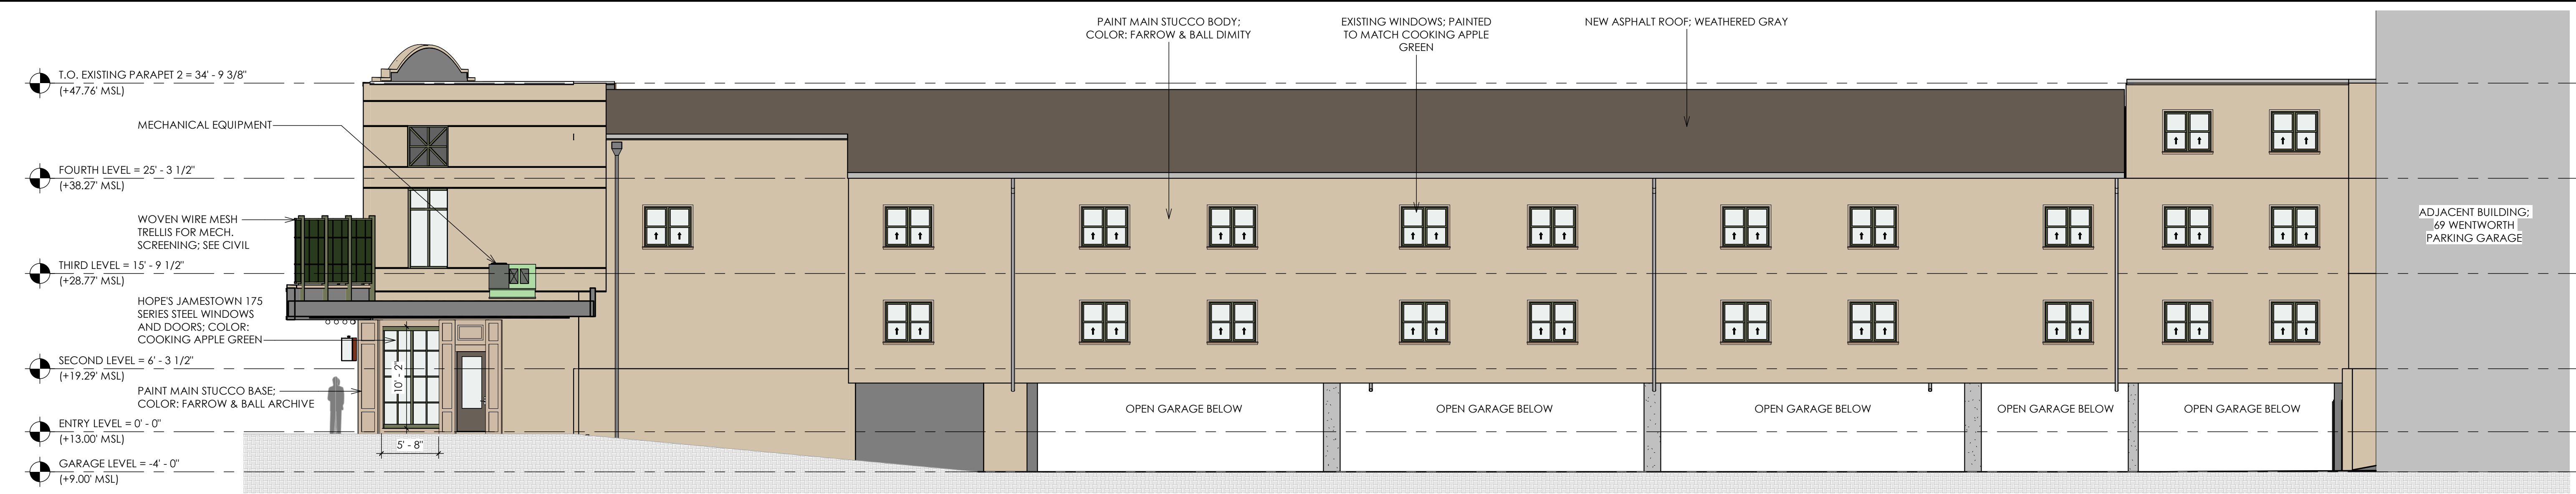 PAINT MAIN STUCCO BODY;
COLOR: FARROW & BALL DIMITY
EXISTING WINDOWS; PAINTED
TO MATCH COOKING APPLE
GREEN
NEW ASPHALT ROOF; WEATHERED GRAY
T.O. EXISTING PARAPET 2 = 34' - 9 3/8"
(+47.76' MSL)
MECHANICAL EQUIPMENT
FOURTH LEVEL = 25' - 3 1/2"
(+38.27' MSL)
WOVEN WIRE MESH
TRELLIS FOR MECH.
SCREENING; SEE CIVIL
ADJACENT BUILDING;
69 WENTWORTH
PARKING GARAGE
THIRD LEVEL = 15' - 9 1/2"
(+28.77' MSL)
HOPE'S JAMESTOWN 175
SERIES STEEL WINDOWS
AND DOORS; COLOR:
COOKING APPLE GREEN
SECOND LEVEL = 6' - 3 1/2"
(+19.29' MSL)
10' - 2"
PAINT MAIN STUCCO BASE;
COLOR: FARROW & BALL ARCHIVE
OPEN GARAGE BELOW
OPEN GARAGE BELOW
OPEN GARAGE BELOW
OPEN GARAGE BELOW
OPEN GARAGE BELOW
ENTRY LEVEL = 0' - 0"
(+13.00' MSL)
5' - 8"
GARAGE LEVEL = -4' - 0"
(+9.00' MSL)